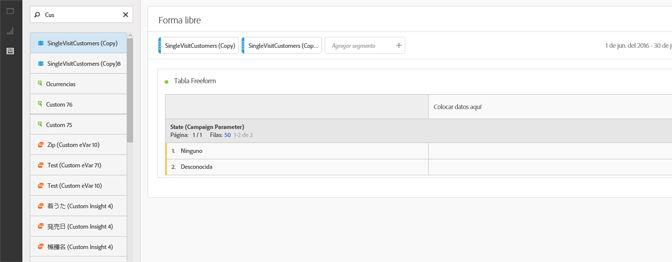 Cus
SingleVisitCustomers (Copy)
SingleVisitCustomers (Copy)8
Ocurrencias
Custom 76
Custom 75
Zip (Custom eVar 10)
Test (Custom eVar 71)
Test (Custom eVar 10)
着うた (Custom Insight 4)
発売日 (Custom Insight 4)
機種名 (Custom Insight 4)
Forma libre
SingleVisitCustomers (Copy) SingleVisitCustomers (Cop... Agregar segmento
1 de jun. del 2016 - 30 de j
Tabla Freeform
Colocar datos aquí
State (Campaign Parameter)
Página: 1 / 1 Filas: 50 1-2 de 2
1. Ninguno
2. Desconocida